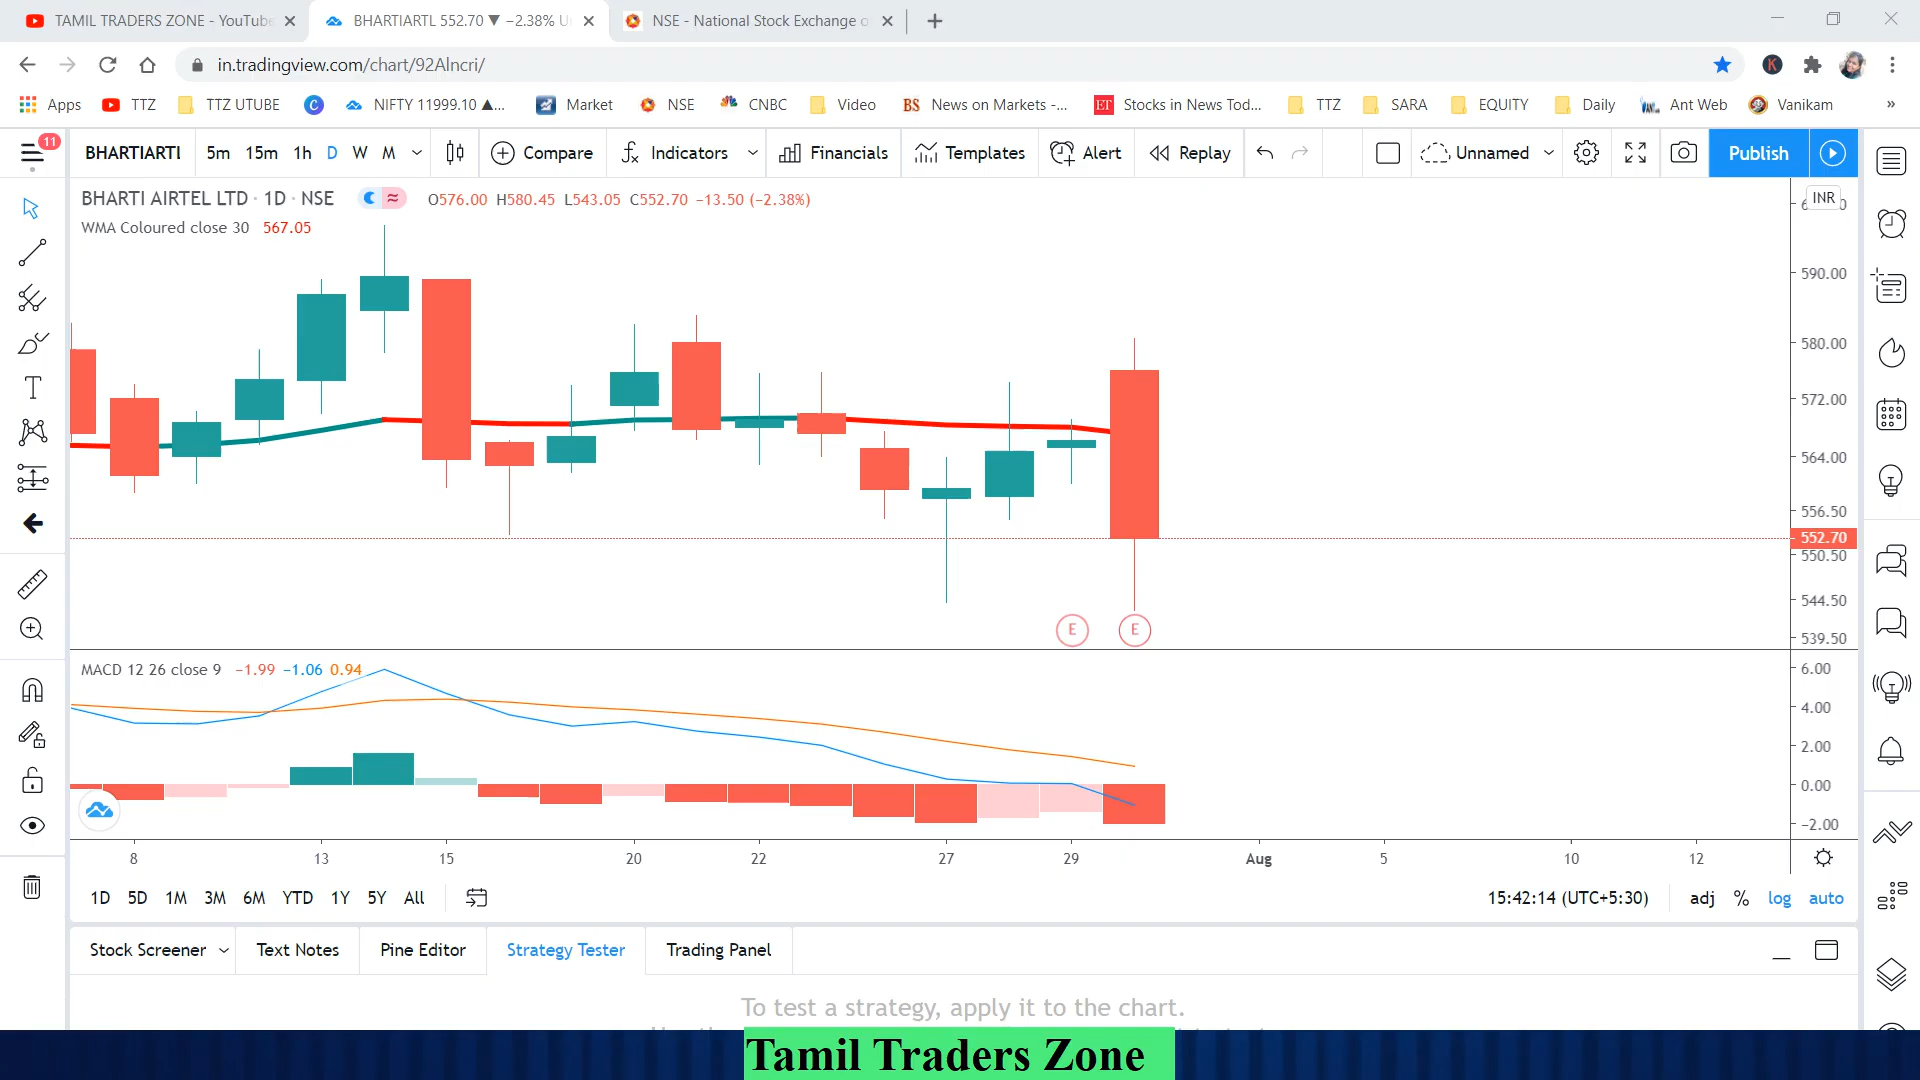 TAMIL TRADERS ZONE - YouTube
BHARTIARTL 552.70 ▼ −2.38% U
NSE - National Stock Exchange o
in.tradingview.com/chart/92Alncri/
Apps TTZ TTZ UTUBE NIFTY 11999.10 ▲... Market NSE CNBC Video BS News on Markets -... ET Stocks in News Tod... TTZ SARA EQUITY Daily Ant Web Vanikam »
11 BHARTIARTL 5m 15m 1h D W M Compare Indicators Financials Templates Alert Replay Unnamed Publish
BHARTI AIRTEL LTD · 1D · NSE O576.00 H580.45 L543.05 C552.70 −13.50 (−2.38%)
INR
WMA Coloured close 30 567.05
590.00
580.00
572.00
564.00
556.50
552.70
550.50
544.50
539.50
E E
MACD 12 26 close 9 −1.99 −1.06 0.94
6.00
4.00
2.00
0.00
−2.00
8 13 15 20 22 27 29 Aug 5 10 12
1D 5D 1M 3M 6M YTD 1Y 5Y All 15:42:14 (UTC+5:30) adj % log auto
Stock Screener Text Notes Pine Editor Strategy Tester Trading Panel
To test a strategy, apply it to the chart.
Tamil Traders Zone